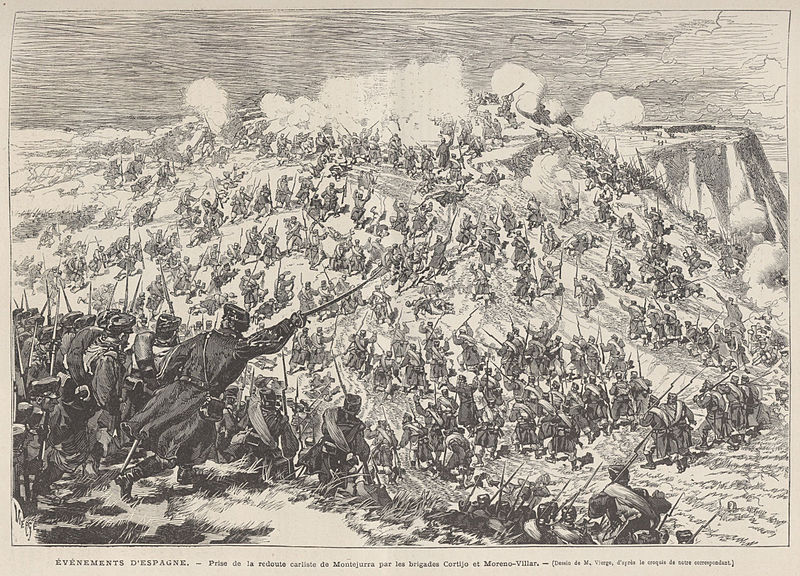 ÉVÉNEMENTS D'ESPAGNE. — Prise de la redoute carliste de Montejurra par les brigades Cortijo et Moreno-Villar. — (Dessin de M. Vierge, d'après le croquis de notre correspondant.)